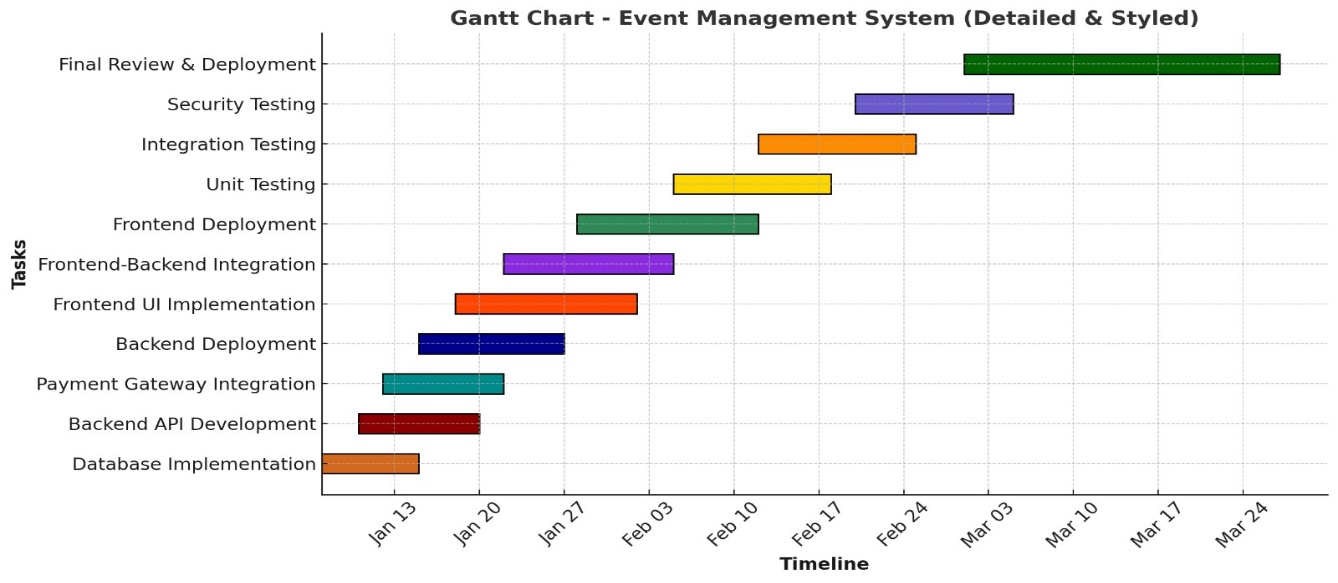 Gantt Chart - Event Management System (Detailed & Styled)
Tasks
Final Review & Deployment
Security Testing
Integration Testing
Unit Testing
Frontend Deployment
Frontend-Backend Integration
Frontend UI Implementation
Backend Deployment
Payment Gateway Integration
Backend API Development
Database Implementation
Jan 13
Jan 20
Jan 27
Feb 03
Feb 10
Feb 17
Feb 24
Mar 03
Mar 10
Mar 17
Mar 24
Timeline